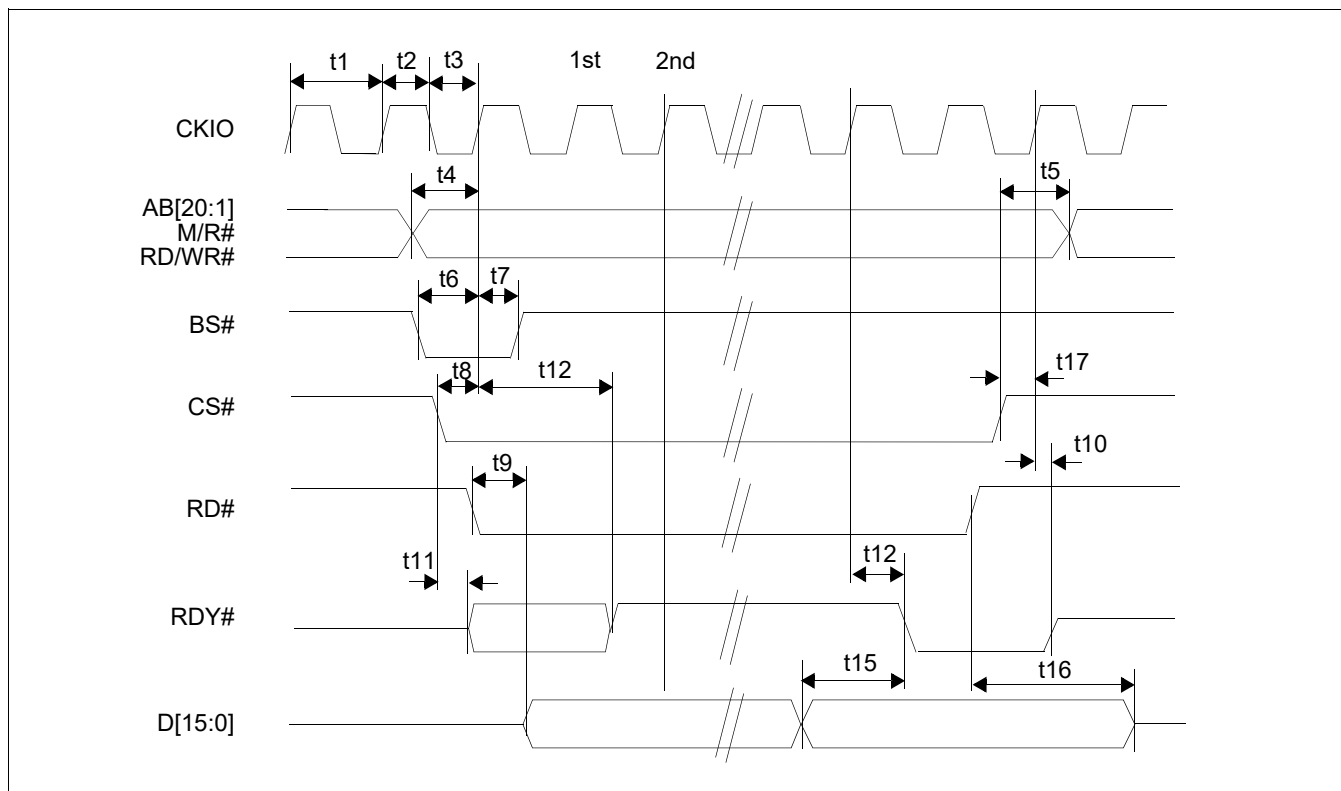 t1 t2 t3 1st 2nd
CKIO
t4 t5
AB[20:1]
M/R#
RD/WR#
t6 t7
BS#
t8 t12 t17
CS#
t10
t9
RD#
t11 t12
RDY#
t15 t16
D[15:0]